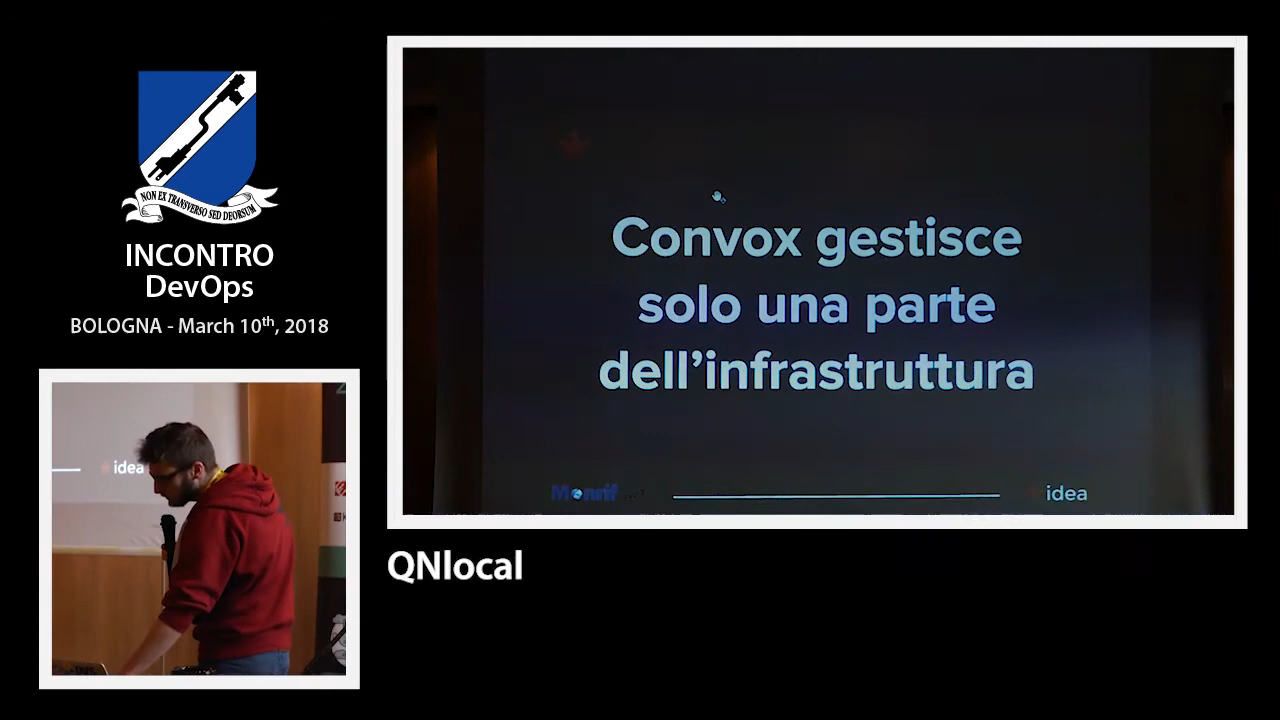 NON EX TRANSVERSO SED DEORSUM
INCONTRO
DevOps
BOLOGNA - March 10th, 2018
idea
Convox gestisce
solo una parte
dell’infrastruttura
Monrif
idea
QNlocal